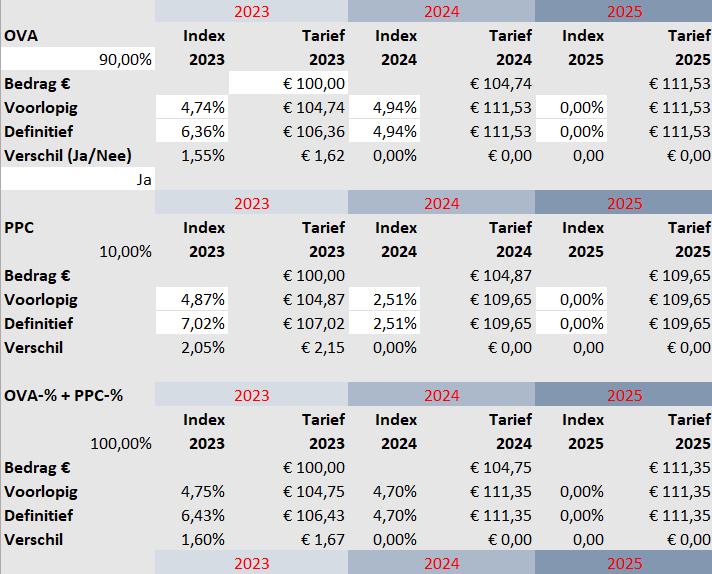 2023 2024 2025
OVA Index Tarief Index Tarief Index Tarief
90,00% 2023 2023 2024 2024 2025 2025
Bedrag € € 100,00 € 104,74 € 111,53
Voorlopig 4,74% € 104,74 4,94% € 111,53 0,00% € 111,53
Definitief 6,36% € 106,36 4,94% € 111,53 0,00% € 111,53
Verschil (Ja/Nee) 1,55% € 1,62 0,00% € 0,00 0,00 € 0,00
Ja
2023 2024 2025
PPC Index Tarief Index Tarief Index Tarief
10,00% 2023 2023 2024 2024 2025 2025
Bedrag € € 100,00 € 104,87 € 109,65
Voorlopig 4,87% € 104,87 2,51% € 109,65 0,00% € 109,65
Definitief 7,02% € 107,02 2,51% € 109,65 0,00% € 109,65
Verschil 2,05% € 2,15 0,00% € 0,00 0,00 € 0,00
OVA-% + PPC-% 2023 2024 2025
Index Tarief Index Tarief Index Tarief
100,00% 2023 2023 2024 2024 2025 2025
Bedrag € € 100,00 € 104,75 € 111,35
Voorlopig 4,75% € 104,75 4,70% € 111,35 0,00% € 111,35
Definitief 6,43% € 106,43 4,70% € 111,35 0,00% € 111,35
Verschil 1,60% € 1,67 0,00% € 0,00 0,00 € 0,00
2023 2024 2025